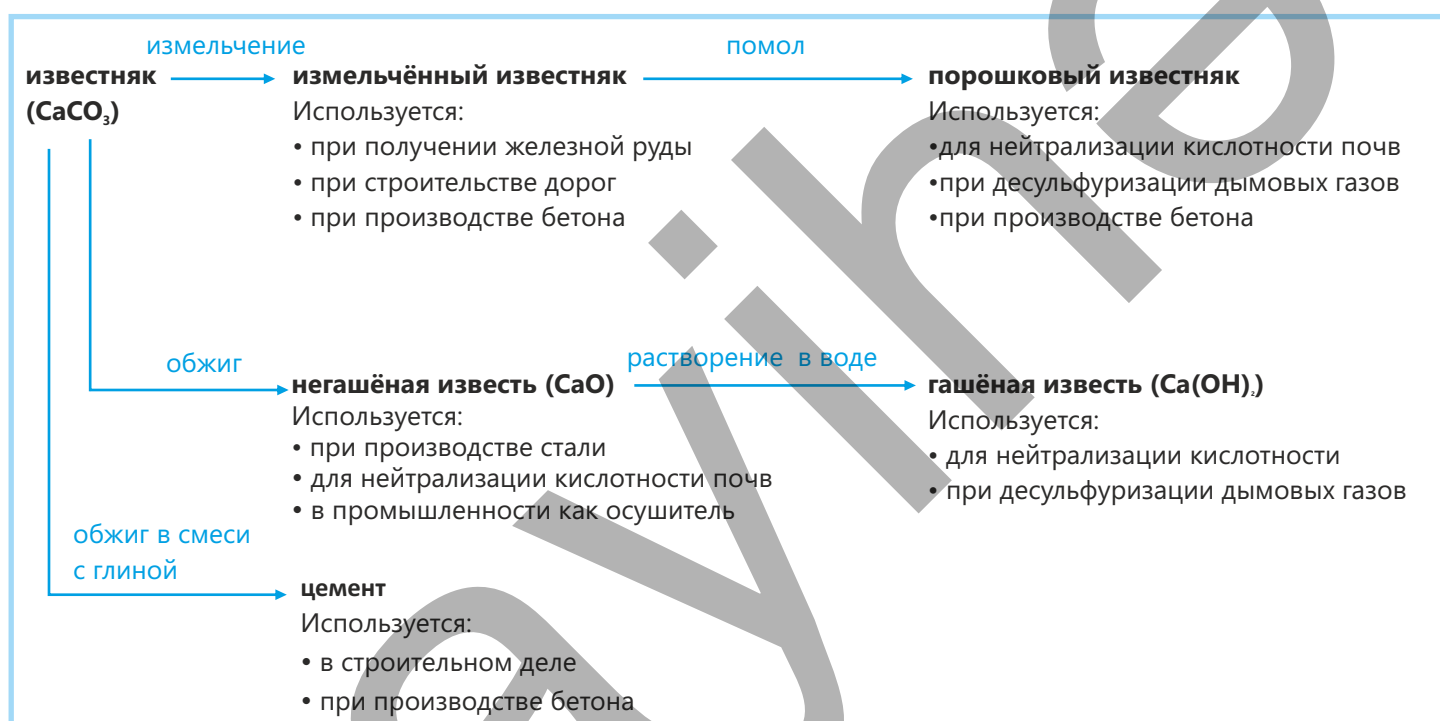 измельчение
помол
известняк
(CaCO₃)
измельчённый известняк
Используется:
• при получении железной руды
• при строительстве дорог
• при производстве бетона
порошковый известняк
Используется:
•для нейтрализации кислотности почв
•при десульфуризации дымовых газов
•при производстве бетона
обжиг
негашёная известь (CaO)
Используется:
• при производстве стали
• для нейтрализации кислотности почв
• в промышленности как осушитель
растворение в воде
гашёная известь (Ca(OH)₂)
Используется:
• для нейтрализации кислотности
• при десульфуризации дымовых газов
обжиг в смеси
с глиной
цемент
Используется:
• в строительном деле
• при производстве бетона